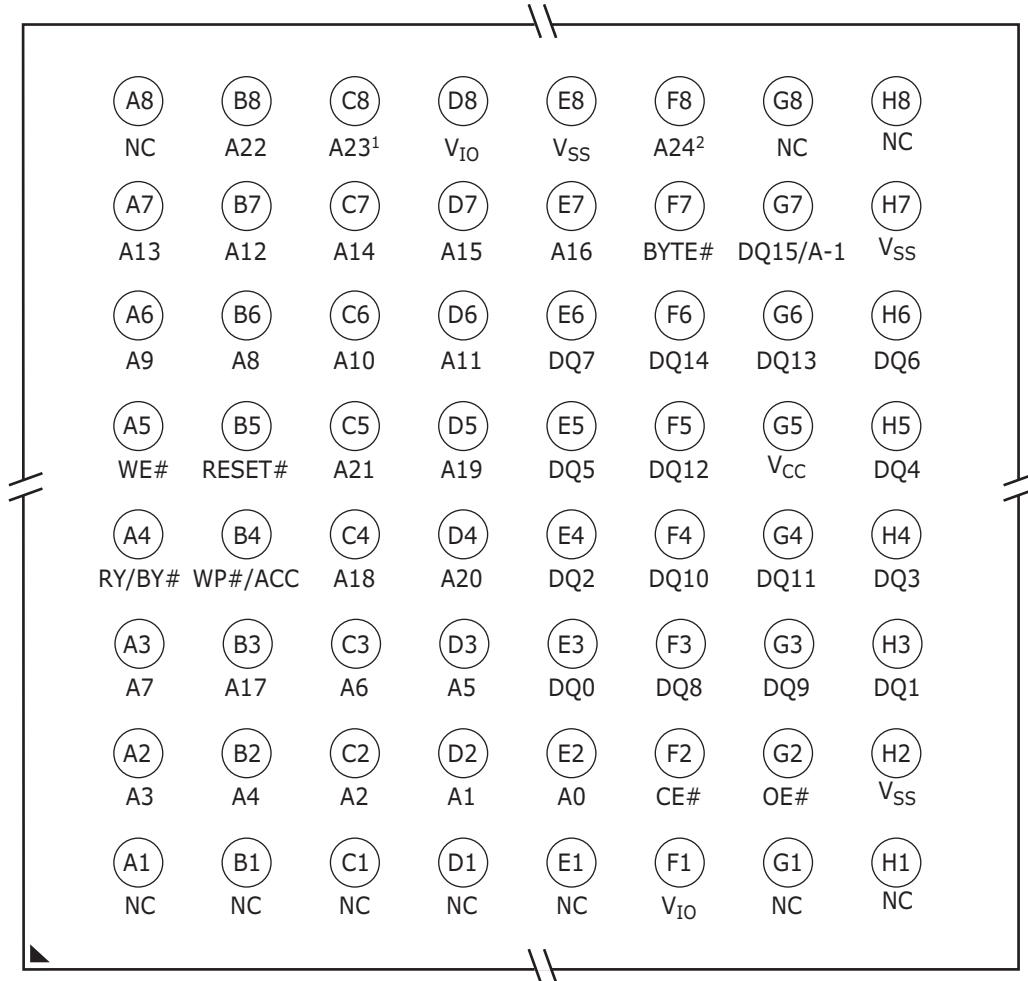 A8 B8 C8 D8 E8 F8 G8 H8
NC A22 A23¹ V_IO V_SS A24² NC NC
A7 B7 C7 D7 E7 F7 G7 H7
A13 A12 A14 A15 A16 BYTE# DQ15/A-1 V_SS
A6 B6 C6 D6 E6 F6 G6 H6
A9 A8 A10 A11 DQ7 DQ14 DQ13 DQ6
A5 B5 C5 D5 E5 F5 G5 H5
WE# RESET# A21 A19 DQ5 DQ12 V_CC DQ4
A4 B4 C4 D4 E4 F4 G4 H4
RY/BY# WP#/ACC A18 A20 DQ2 DQ10 DQ11 DQ3
A3 B3 C3 D3 E3 F3 G3 H3
A7 A17 A6 A5 DQ0 DQ8 DQ9 DQ1
A2 B2 C2 D2 E2 F2 G2 H2
A3 A4 A2 A1 A0 CE# OE# V_SS
A1 B1 C1 D1 E1 F1 G1 H1
NC NC NC NC NC V_IO NC NC